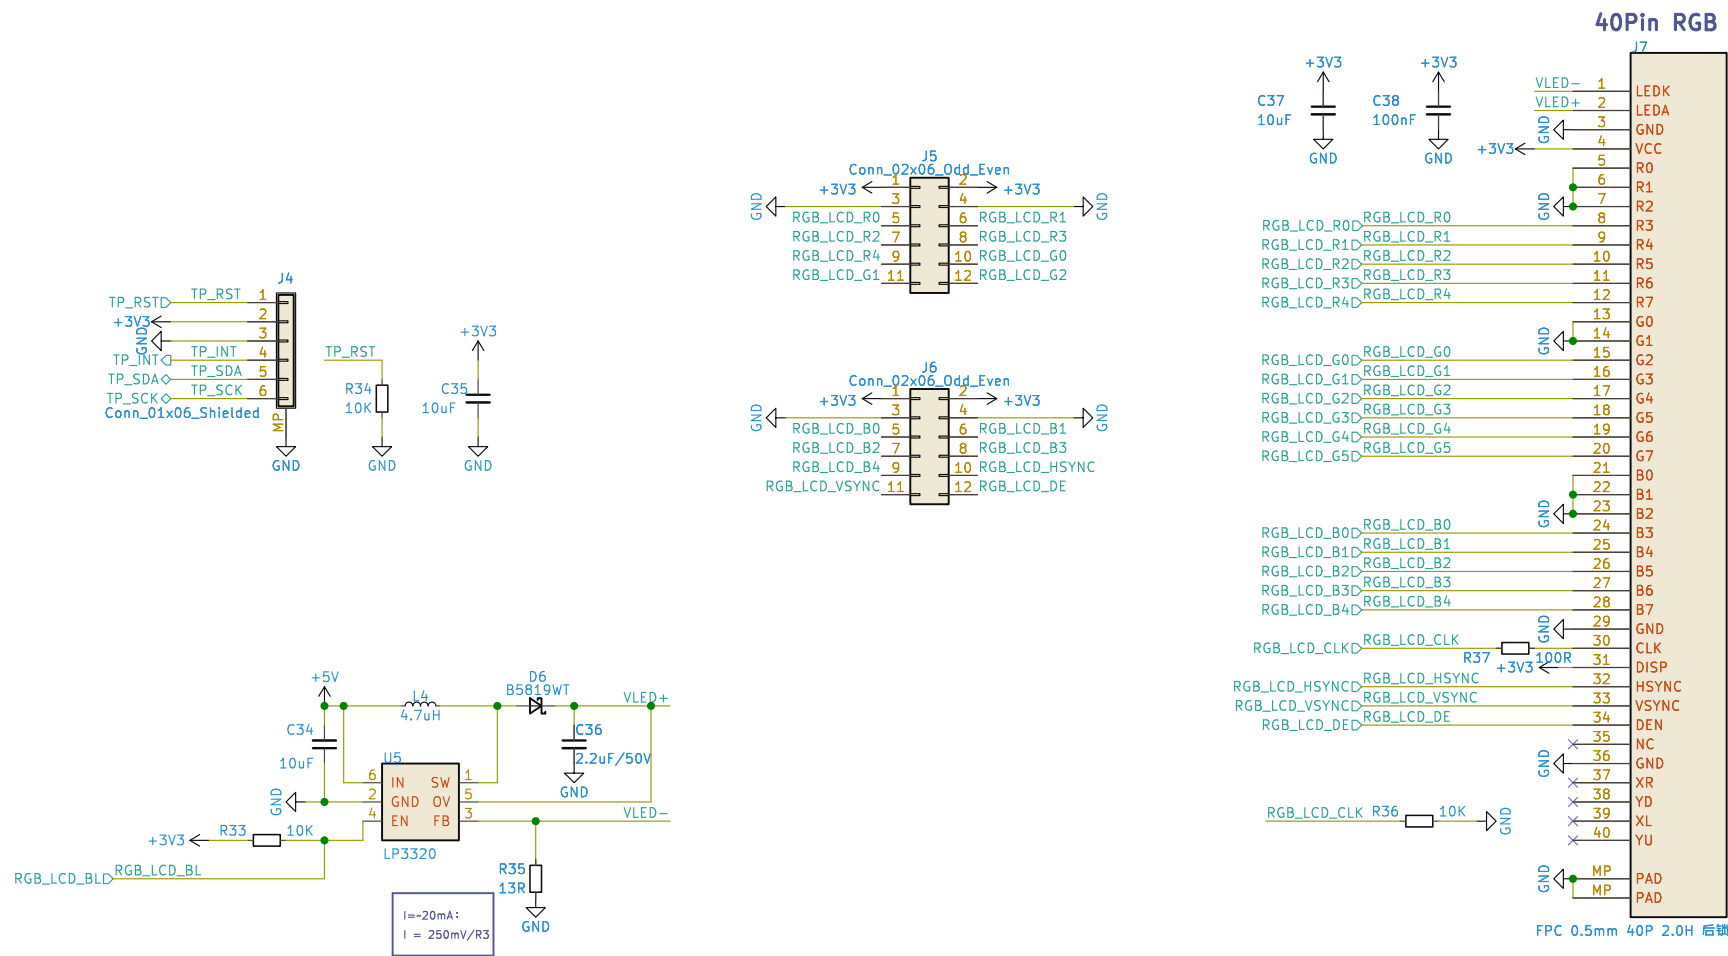 40Pin RGB
J4
TP_RST TP_RST 1
+3V3 2
GND 3
TP_INT TP_INT 4
TP_SDA TP_SDA 5
TP_SCK TP_SCK 6
Conn_01x06_Shielded
MP
GND
TP_RST
R34
10K
GND
+3V3
C35
10uF
GND
J5
Conn_02x06_Odd_Even
+3V3 1 2 +3V3
GND 3 4 GND
RGB_LCD_R0 5 6 RGB_LCD_R1
RGB_LCD_R2 7 8 RGB_LCD_R3
RGB_LCD_R4 9 10 RGB_LCD_G0
RGB_LCD_G1 11 12 RGB_LCD_G2
J6
Conn_02x06_Odd_Even
+3V3 1 2 +3V3
GND 3 4 GND
RGB_LCD_B0 5 6 RGB_LCD_B1
RGB_LCD_B2 7 8 RGB_LCD_B3
RGB_LCD_B4 9 10 RGB_LCD_HSYNC
RGB_LCD_VSYNC 11 12 RGB_LCD_DE
+5V
L4
4.7uH
D6
B5819WT
VLED+
C34
10uF
C36
2.2uF/50V
GND
U5
6 IN SW 1
GND 2 GND OV 5
4 EN FB 3
VLED-
LP3320
+3V3 R33 10K
RGB_LCD_BL RGB_LCD_BL
R35
13R
GND
I=~20mA:
I = 250mV/R3
+3V3
C37
10uF
GND
+3V3
C38
100nF
GND
J7
VLED- 1 LEDK
VLED+ 2 LEDA
GND 3 GND
+3V3 4 VCC
5 R0
6 R1
GND 7 R2
RGB_LCD_R0 RGB_LCD_R0 8 R3
RGB_LCD_R1 RGB_LCD_R1 9 R4
RGB_LCD_R2 RGB_LCD_R2 10 R5
RGB_LCD_R3 RGB_LCD_R3 11 R6
RGB_LCD_R4 RGB_LCD_R4 12 R7
13 G0
GND 14 G1
RGB_LCD_G0 RGB_LCD_G0 15 G2
RGB_LCD_G1 RGB_LCD_G1 16 G3
RGB_LCD_G2 RGB_LCD_G2 17 G4
RGB_LCD_G3 RGB_LCD_G3 18 G5
RGB_LCD_G4 RGB_LCD_G4 19 G6
RGB_LCD_G5 RGB_LCD_G5 20 G7
21 B0
22 B1
GND 23 B2
RGB_LCD_B0 RGB_LCD_B0 24 B3
RGB_LCD_B1 RGB_LCD_B1 25 B4
RGB_LCD_B2 RGB_LCD_B2 26 B5
RGB_LCD_B3 RGB_LCD_B3 27 B6
RGB_LCD_B4 RGB_LCD_B4 28 B7
GND 29 GND
RGB_LCD_CLK RGB_LCD_CLK R37 100R 30 CLK
+3V3 31 DISP
RGB_LCD_HSYNC RGB_LCD_HSYNC 32 HSYNC
RGB_LCD_VSYNC RGB_LCD_VSYNC 33 VSYNC
RGB_LCD_DE RGB_LCD_DE 34 DEN
35 NC
GND 36 GND
37 XR
38 YD
39 XL
40 YU
RGB_LCD_CLK R36 10K GND
GND MP PAD
MP PAD
FPC 0.5mm 40P 2.0H 后锁